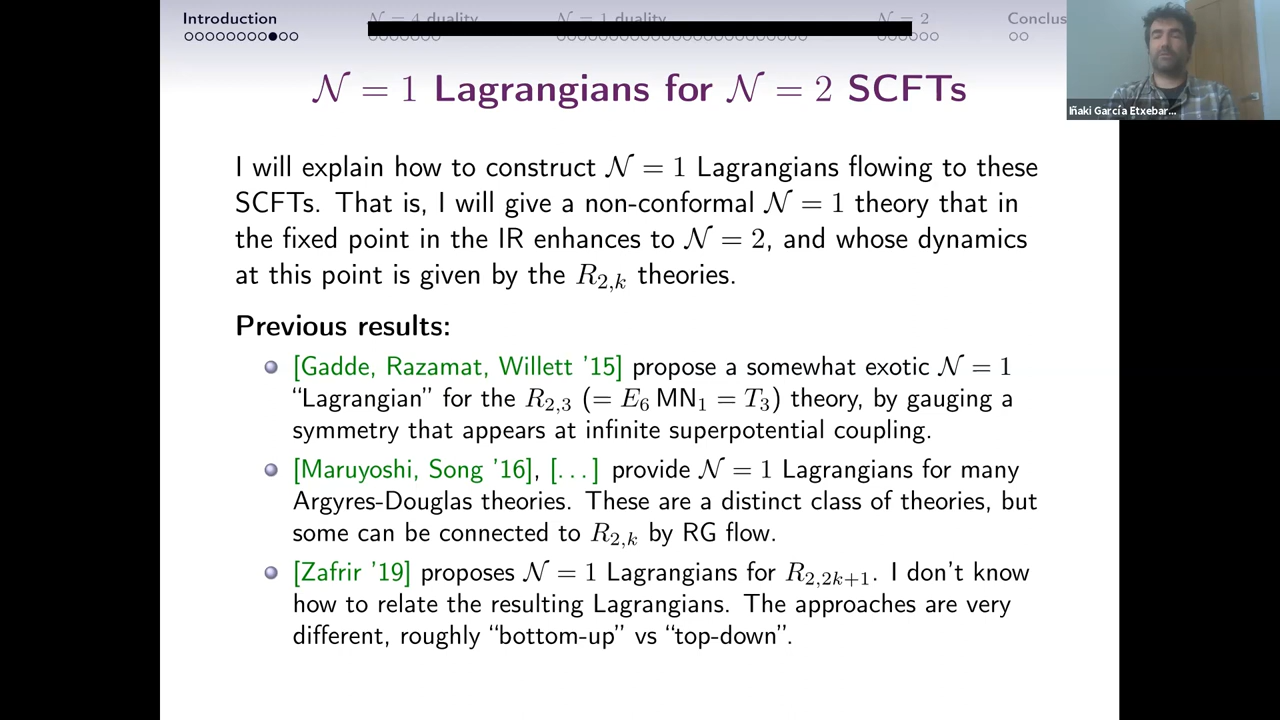 Introduction N = 4 duality N = 1 duality N = 2 Conclus
N = 1 Lagrangians for N = 2 SCFTs
Iñaki García Etxebar...
I will explain how to construct N = 1 Lagrangians flowing to these
SCFTs. That is, I will give a non-conformal N = 1 theory that in
the fixed point in the IR enhances to N = 2, and whose dynamics
at this point is given by the R_{2,k} theories.
Previous results:
[Gadde, Razamat, Willett '15] propose a somewhat exotic N = 1
“Lagrangian” for the R_{2,3} (= E_6 MN_1 = T_3) theory, by gauging a
symmetry that appears at infinite superpotential coupling.
[Maruyoshi, Song '16], [...] provide N = 1 Lagrangians for many
Argyres-Douglas theories. These are a distinct class of theories, but
some can be connected to R_{2,k} by RG flow.
[Zafrir '19] proposes N = 1 Lagrangians for R_{2,2k+1}. I don't know
how to relate the resulting Lagrangians. The approaches are very
different, roughly “bottom-up” vs “top-down”.